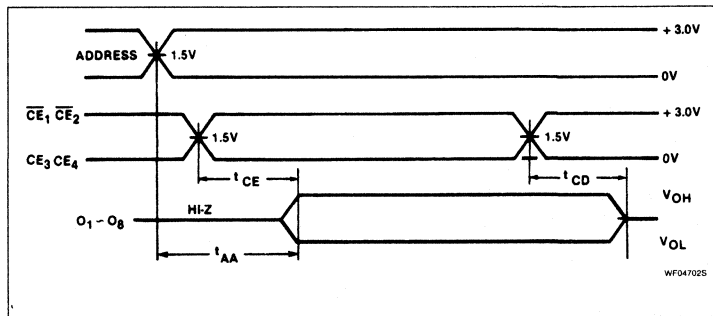 ADDRESS
1.5V
+ 3.0V
0V
CE1 CE2
+ 3.0V
1.5V
1.5V
CE3 CE4
0V
tCE
tCD
VOH
O1 – O8
HI-Z
VOL
tAA
WF04702S